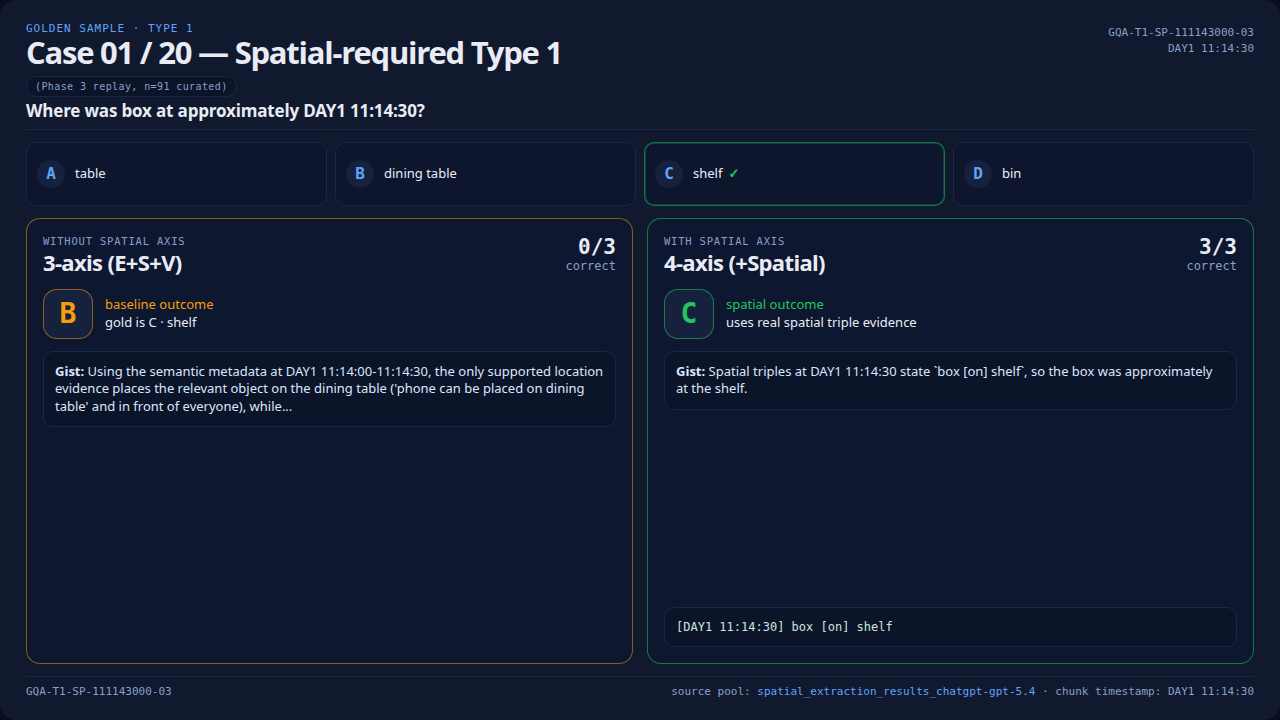 GOLDEN SAMPLE · TYPE 1
Case 01 / 20 — Spatial-required Type 1
GQA-T1-SP-111143000-03
DAY1 11:14:30
(Phase 3 replay, n=91 curated)
Where was box at approximately DAY1 11:14:30?
A table
B dining table
C shelf ✓
D bin
WITHOUT SPATIAL AXIS
3-axis (E+S+V)
0/3
correct
B
baseline outcome
gold is C · shelf
Gist: Using the semantic metadata at DAY1 11:14:00-11:14:30, the only supported location
evidence places the relevant object on the dining table ('phone can be placed on dining
table' and in front of everyone), while…
WITH SPATIAL AXIS
4-axis (+Spatial)
3/3
correct
C
spatial outcome
uses real spatial triple evidence
Gist: Spatial triples at DAY1 11:14:30 state `box [on] shelf`, so the box was approximately
at the shelf.
[DAY1 11:14:30] box [on] shelf
GQA-T1-SP-111143000-03
source pool: spatial_extraction_results_chatgpt-gpt-5.4 · chunk timestamp: DAY1 11:14:30